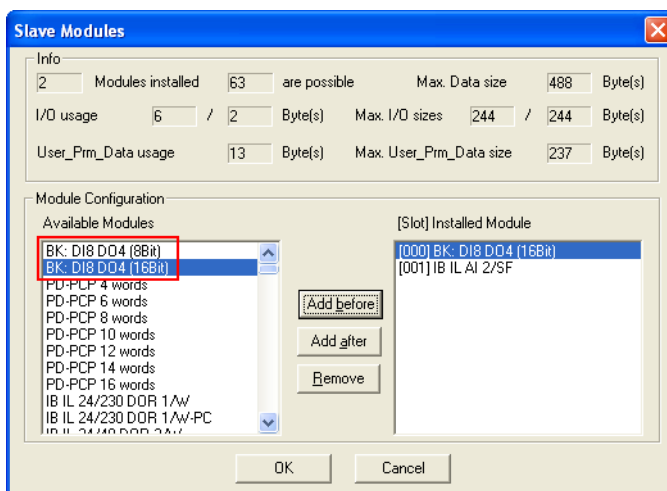 Slave Modules
Info
2 Modules installed 63 are possible Max. Data size 488 Byte(s)
I/O usage 6 / 2 Byte(s) Max. I/O sizes 244 / 244 Byte(s)
User_Prm_Data usage 13 Byte(s) Max. User_Prm_Data size 237 Byte(s)
Module Configuration
Available Modules
BK: DI8 DO4 (8Bit)
BK: DI8 DO4 (16Bit)
PD-PCP 4 words
PD-PCP 6 words
PD-PCP 8 words
PD-PCP 10 words
PD-PCP 12 words
PD-PCP 14 words
PD-PCP 16 words
IB IL 24/230 DOR 1/W
IB IL 24/230 DOR 1/W-PC
Add before
Add after
Remove
[Slot] Installed Module
[000] BK: DI8 DO4 (16Bit)
[001] IB IL AI 2/SF
OK
Cancel